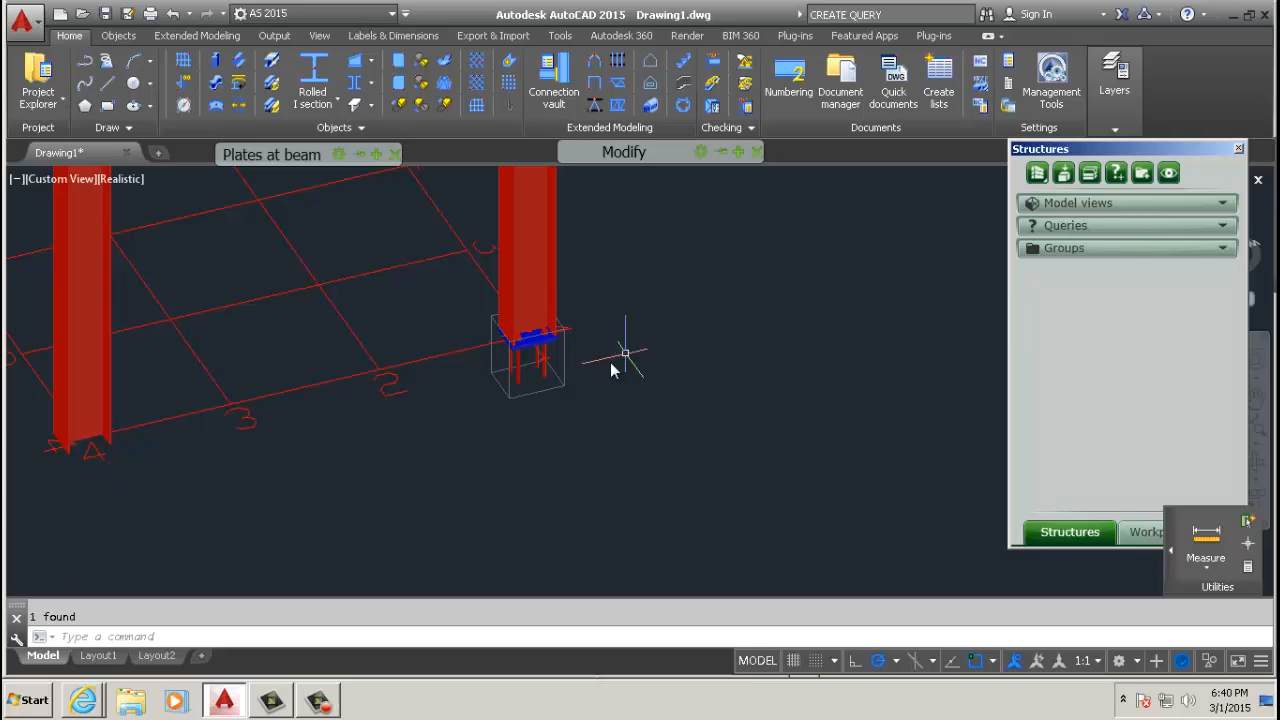 AS 2015
Autodesk AutoCAD 2015 Drawing1.dwg
CREATE QUERY
Sign In
Home
Objects
Extended Modeling
Output
View
Labels & Dimensions
Export & Import
Tools
Autodesk 360
Render
BIM 360
Plug-ins
Featured Apps
Plug-ins
Project
Explorer
Rolled
I section
Connection
vault
Numbering
Document
manager
Quick
documents
Create
lists
Management
Tools
Layers
Project
Draw
Objects
Extended Modeling
Checking
Documents
Settings
Drawing1*
Plates at beam
Modify
Structures
[−][Custom View][Realistic]
Model views
Queries
Groups
C
2
3
4
A
Structures
Workp
Measure
Utilities
1 found
Type a command
Model
Layout1
Layout2
MODEL
1:1
Start
6:40 PM
3/1/2015